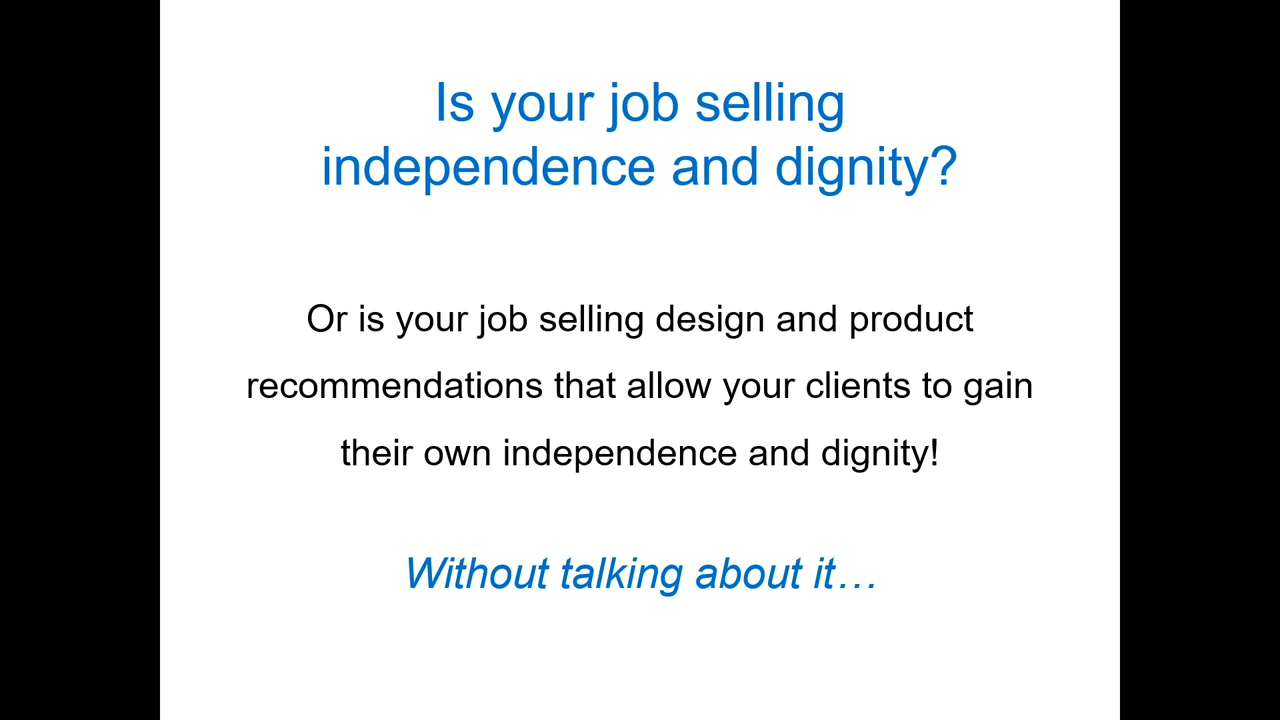 Is your job selling
independence and dignity?
Or is your job selling design and product
recommendations that allow your clients to gain
their own independence and dignity!
Without talking about it…